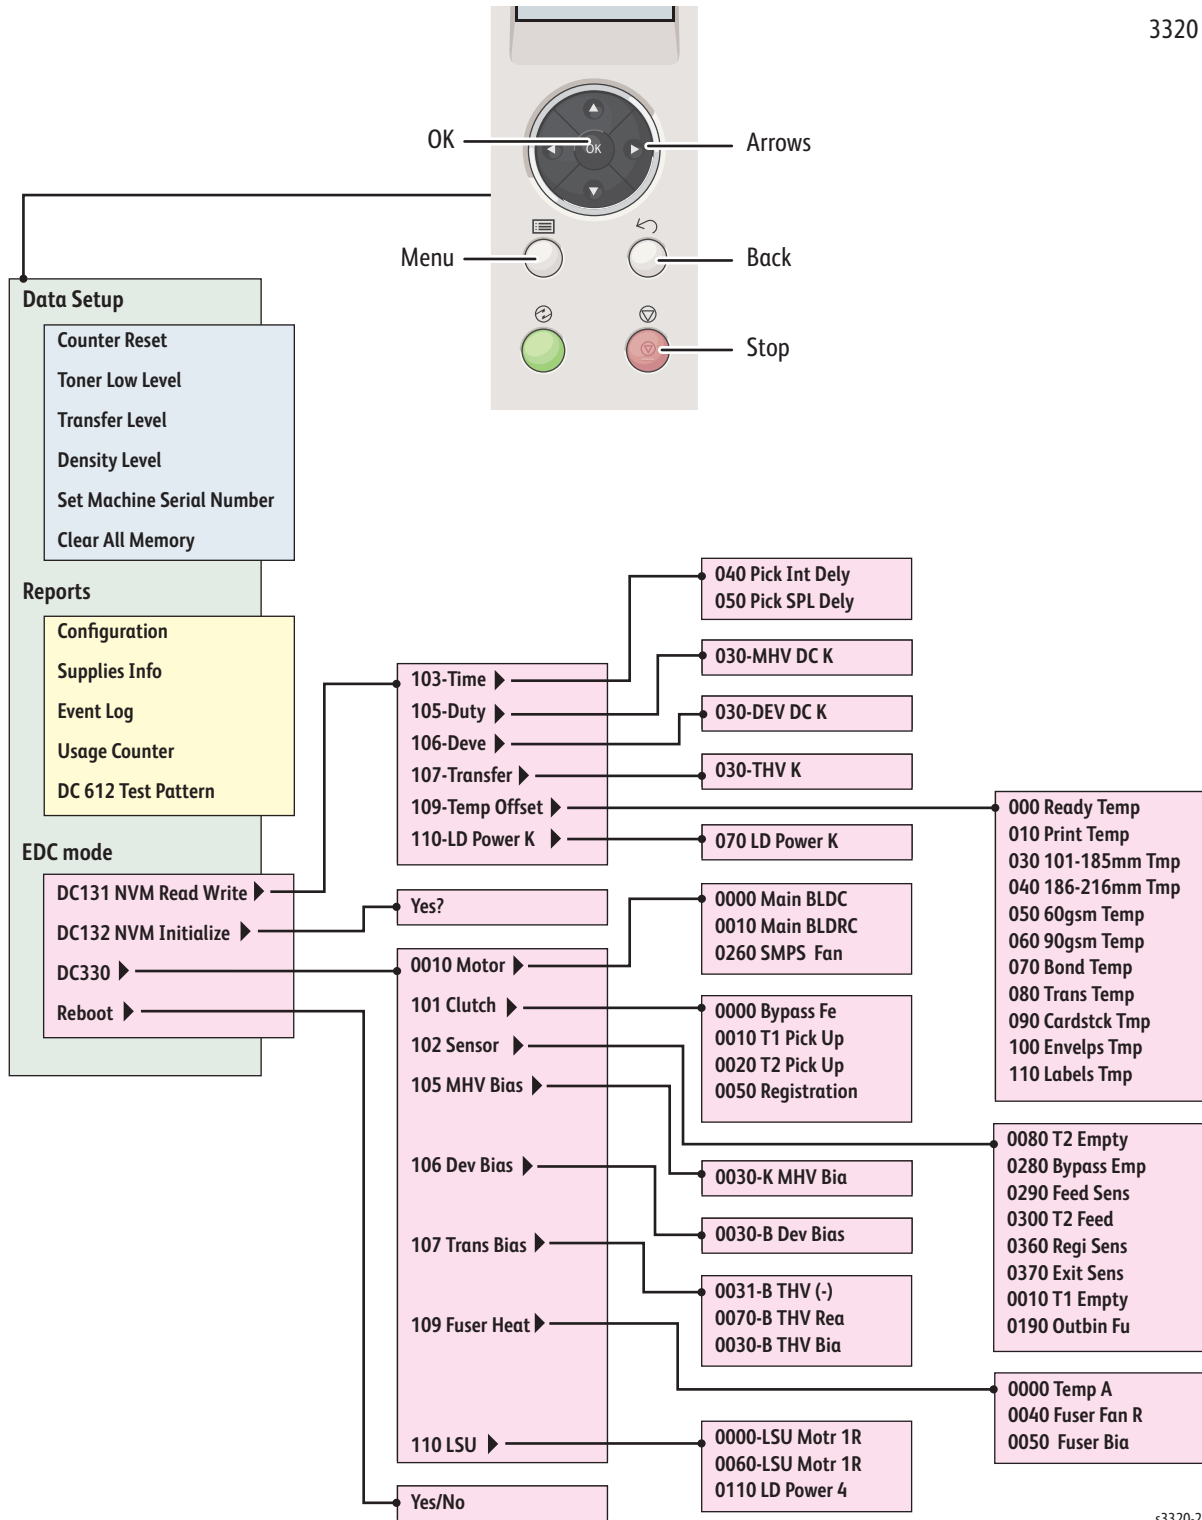 3320
OK
OK
Arrows
Menu
Back
Stop
Data Setup
Counter Reset
Toner Low Level
Transfer Level
Density Level
Set Machine Serial Number
Clear All Memory
Reports
Configuration
Supplies Info
Event Log
Usage Counter
DC 612 Test Pattern
EDC mode
DC131 NVM Read Write
DC132 NVM Initialize
DC330
Reboot
103-Time
105-Duty
106-Deve
107-Transfer
109-Temp Offset
110-LD Power K
Yes?
0010 Motor
101 Clutch
102 Sensor
105 MHV Bias
106 Dev Bias
107 Trans Bias
109 Fuser Heat
110 LSU
Yes/No
040 Pick Int Dely
050 Pick SPL Dely
030-MHV DC K
030-DEV DC K
030-THV K
070 LD Power K
0000 Main BLDC
0010 Main BLDRC
0260 SMPS Fan
0000 Bypass Fe
0010 T1 Pick Up
0020 T2 Pick Up
0050 Registration
0030-K MHV Bia
0030-B Dev Bias
0031-B THV (-)
0070-B THV Rea
0030-B THV Bia
0000-LSU Motr 1R
0060-LSU Motr 1R
0110 LD Power 4
000 Ready Temp
010 Print Temp
030 101-185mm Tmp
040 186-216mm Tmp
050 60gsm Temp
060 90gsm Temp
070 Bond Temp
080 Trans Temp
090 Cardstck Tmp
100 Envelps Tmp
110 Labels Tmp
0080 T2 Empty
0280 Bypass Emp
0290 Feed Sens
0300 T2 Feed
0360 Regi Sens
0370 Exit Sens
0010 T1 Empty
0190 Outbin Fu
0000 Temp A
0040 Fuser Fan R
0050 Fuser Bia